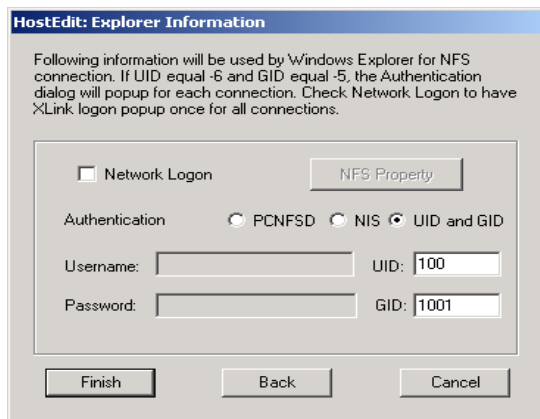 HostEdit: Explorer Information
Following information will be used by Windows Explorer for NFS
connection. If UID equal -6 and GID equal -5, the Authentication
dialog will popup for each connection. Check Network Logon to have
XLink logon popup once for all connections.
Network Logon NFS Property
Authentication PCNFSD NIS UID and GID
Username: UID: 100
Password: GID: 1001
Finish Back Cancel